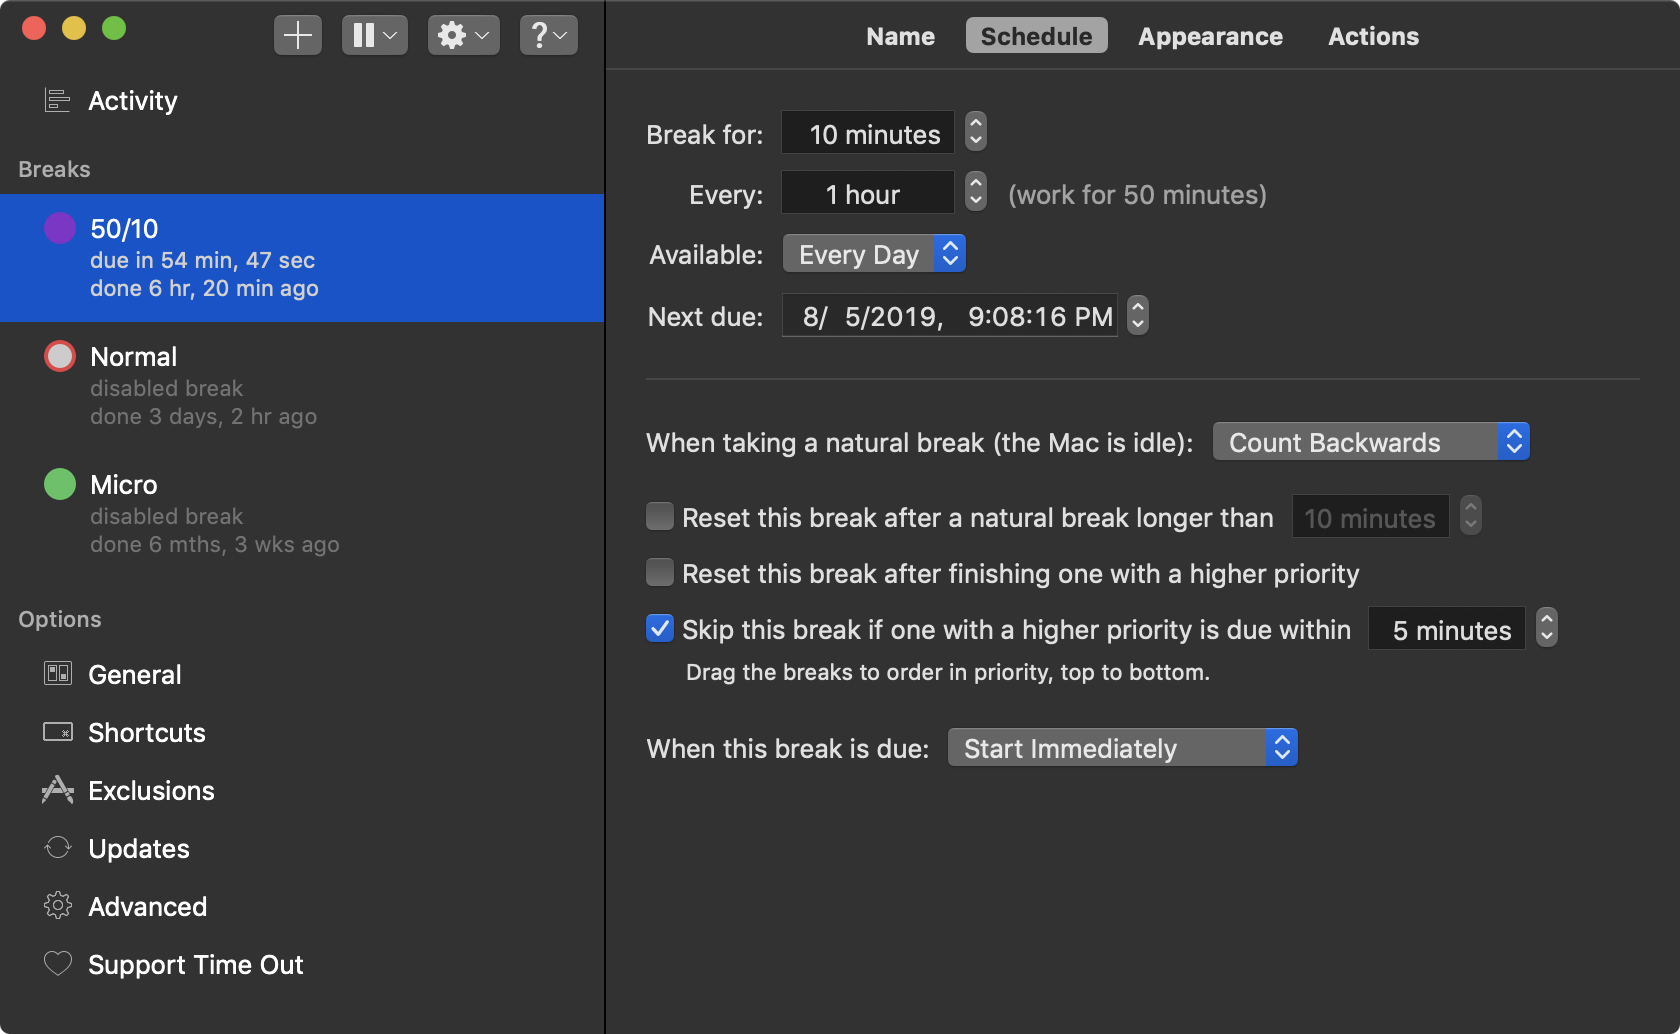 ?
Name Schedule Appearance Actions
Activity
Breaks
50/10
due in 54 min, 47 sec
done 6 hr, 20 min ago
Normal
disabled break
done 3 days, 2 hr ago
Micro
disabled break
done 6 mths, 3 wks ago
Options
General
Shortcuts
Exclusions
Updates
Advanced
Support Time Out
Break for: 10 minutes
Every: 1 hour (work for 50 minutes)
Available: Every Day
Next due: 8/ 5/2019, 9:08:16 PM
When taking a natural break (the Mac is idle): Count Backwards
Reset this break after a natural break longer than 10 minutes
Reset this break after finishing one with a higher priority
Skip this break if one with a higher priority is due within 5 minutes
Drag the breaks to order in priority, top to bottom.
When this break is due: Start Immediately